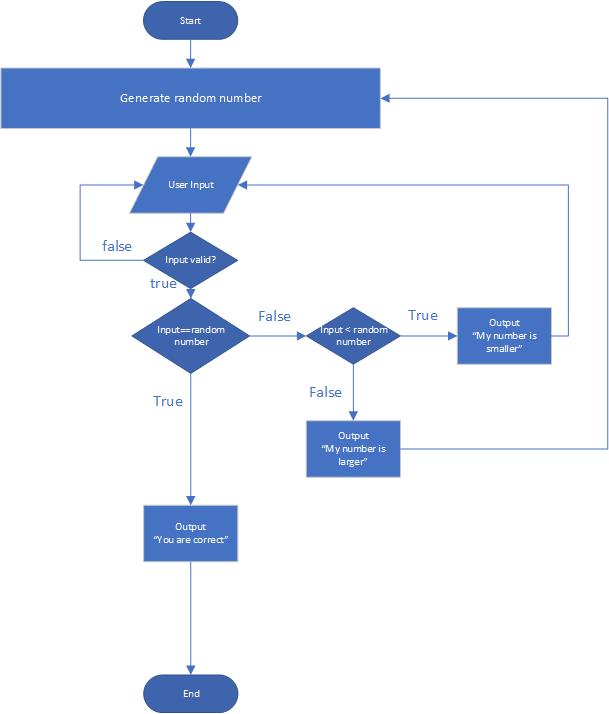 Start
Generate random number
User Input
false
Input valid?
true
Input==random
number
False
Input < random
number
True
Output
“My number is
smaller”
True
False
Output
“My number is
larger”
Output
“You are correct”
End